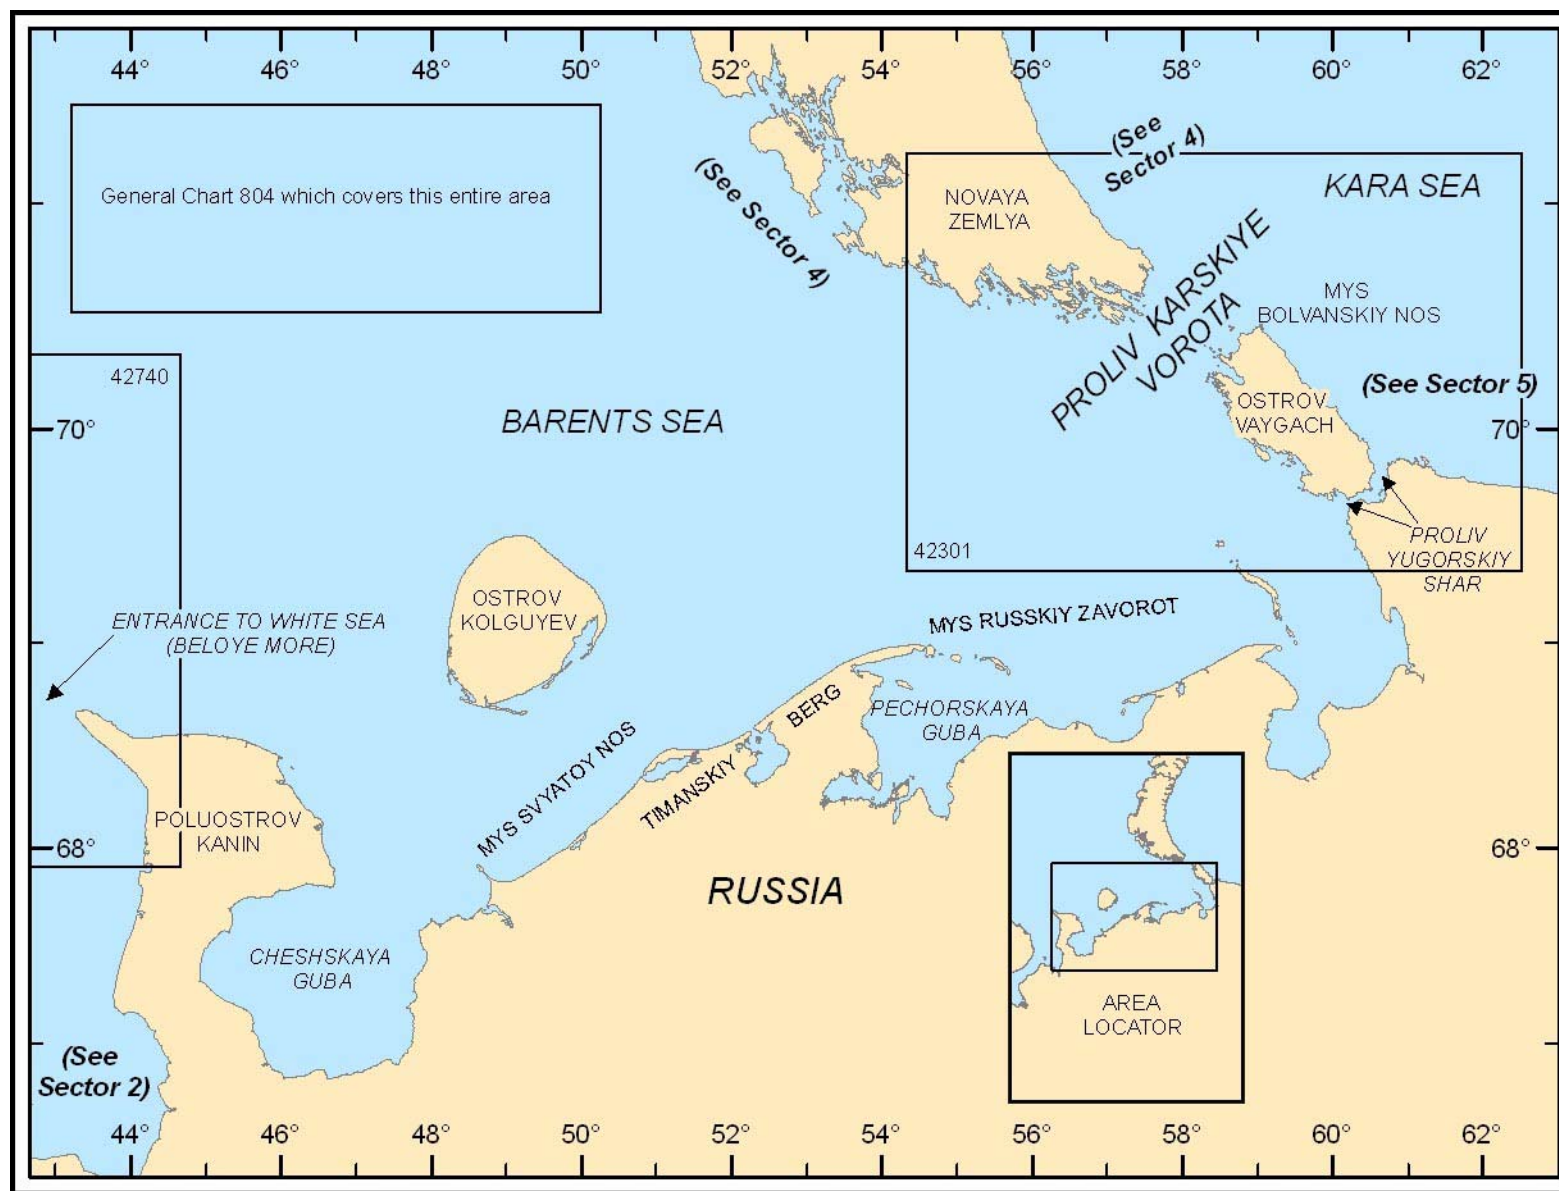 44° 46° 48° 50° 52° 54° 56° 58° 60° 62°
General Chart 804 which covers this entire area
(See
Sector 4)
(See Sector 4)
KARA SEA
NOVAYA
ZEMLYA
PROLIV KARSKIYE
VOROTA
MYS
BOLVANSKIY NOS
42740
(See Sector 5)
BARENTS SEA
OSTROV
VAYGACH
70°
70°
42301
PROLIV
YUGORSKIY
SHAR
OSTROV
KOLGUYEV
ENTRANCE TO WHITE SEA
(BELOYE MORE)
MYS RUSSKIY ZAVOROT
PECHORSKAYA
GUBA
TIMANSKIY BERG
MYS SVYATOY NOS
POLUOSTROV
KANIN
68°
68°
RUSSIA
CHESHSKAYA
GUBA
AREA
LOCATOR
(See
Sector 2)
44° 46° 48° 50° 52° 54° 56° 58° 60° 62°